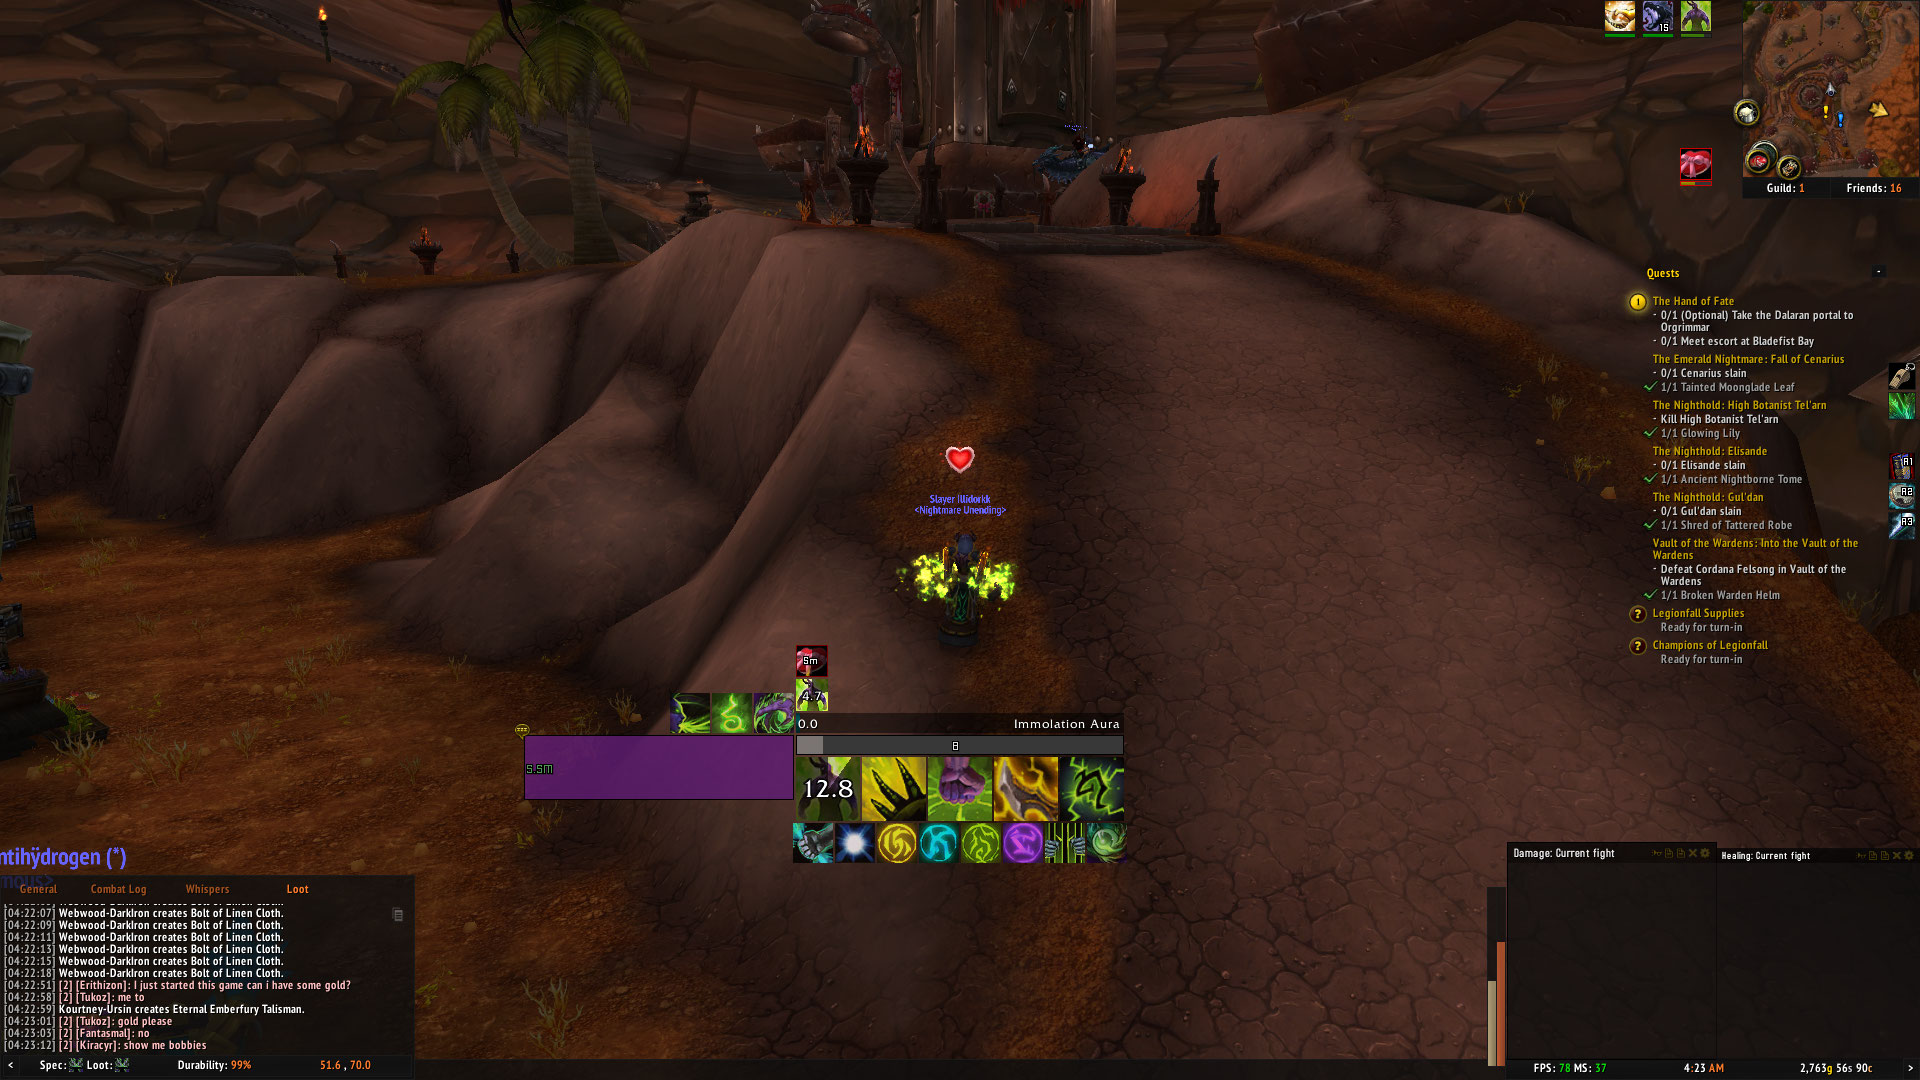 15
Guild: 1
Friends: 16
Quests
-
!
The Hand of Fate
- 0/1 (Optional) Take the Dalaran portal to
Orgrimmar
- 0/1 Meet escort at Bladefist Bay
The Emerald Nightmare: Fall of Cenarius
- 0/1 Cenarius slain
1/1 Tainted Moonglade Leaf
The Nighthold: High Botanist Tel'arn
- Kill High Botanist Tel'arn
1/1 Glowing Lily
The Nighthold: Elisande
- 0/1 Elisande slain
1/1 Ancient Nightborne Tome
The Nighthold: Gul'dan
- 0/1 Gul'dan slain
1/1 Shred of Tattered Robe
Vault of the Wardens: Into the Vault of the
Wardens
- Defeat Cordana Felsong in Vault of the
Wardens
1/1 Broken Warden Helm
? Legionfall Supplies
Ready for turn-in
? Champions of Legionfall
Ready for turn-in
A1
A2
A3
Slayer Illidorkk
<Nightmare Unending>
5m
4.7
0.0 Immolation Aura
8
S.SM
12.8
ntihÿdrogen (*)
General Combat Log Whispers Loot
[04:22:07] Webwood-DarkIron creates Bolt of Linen Cloth.
[04:22:09] Webwood-DarkIron creates Bolt of Linen Cloth.
[04:22:11] Webwood-DarkIron creates Bolt of Linen Cloth.
[04:22:13] Webwood-DarkIron creates Bolt of Linen Cloth.
[04:22:15] Webwood-DarkIron creates Bolt of Linen Cloth.
[04:22:18] Webwood-DarkIron creates Bolt of Linen Cloth.
[04:22:51] [2] [Erithizon]: I just started this game can i have some gold?
[04:22:58] [2] [Tukoz]: me to
[04:22:59] Kourtney-Ursin creates Eternal Emberfury Talisman.
[04:23:01] [2] [Tukoz]: gold please
[04:23:03] [2] [Fantasmal]: no
[04:23:12] [2] [Kiracyr]: show me bobbies
< Spec: Loot: Durability: 99% 51.6 , 70.0
Damage: Current fight
Healing: Current fight
FPS: 78 MS: 37 4:23 AM 2,763g 56s 90c >